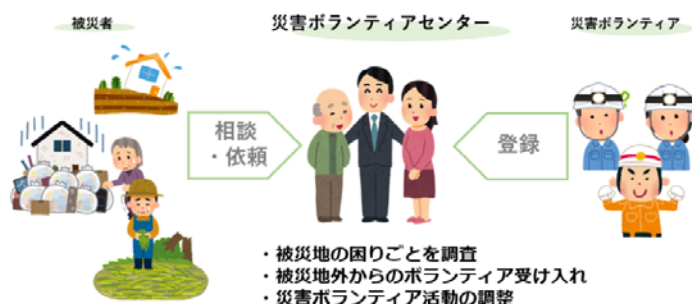 被災者
災害ボランティアセンター
災害ボランティア
相談
・依頼
登録
・被災地の困りごとを調査
・被災地外からのボランティア受け入れ
・災害ボランティア活動の調整